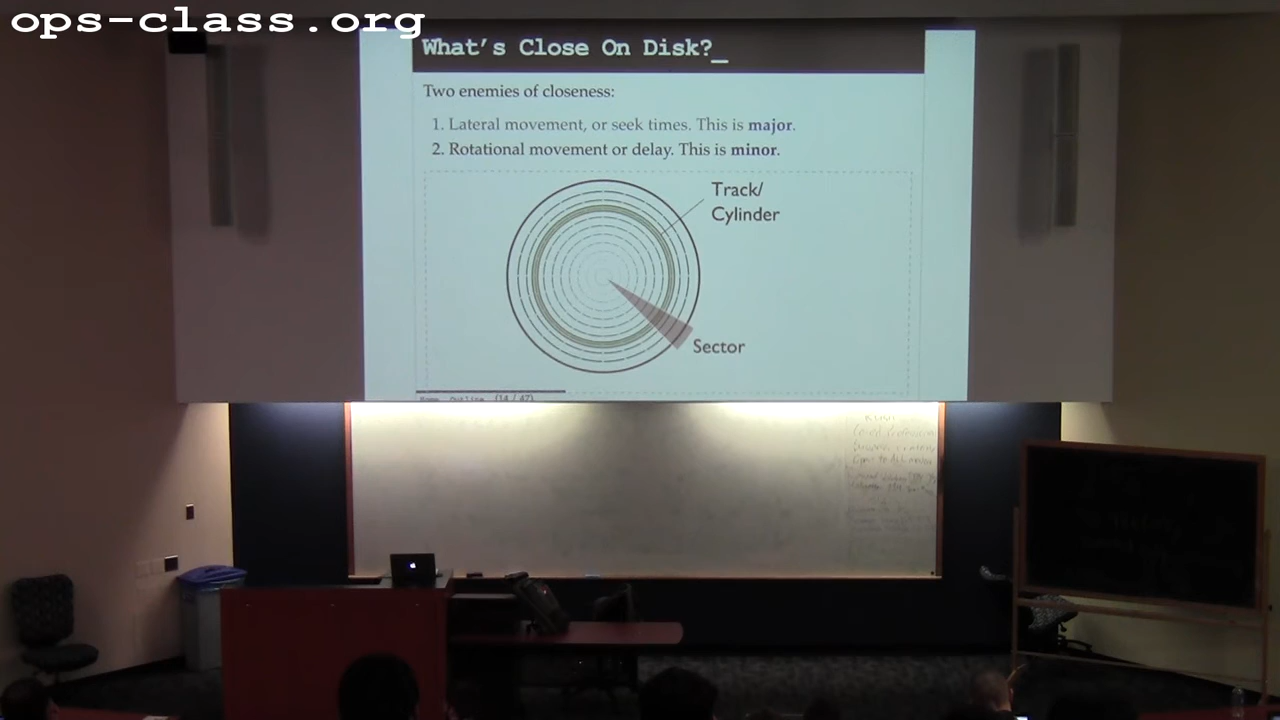 ops-class.org
What's Close On Disk?_
Two enemies of closeness:
1. Lateral movement, or seek times. This is major.
2. Rotational movement or delay. This is minor.
Track/
Cylinder
Sector